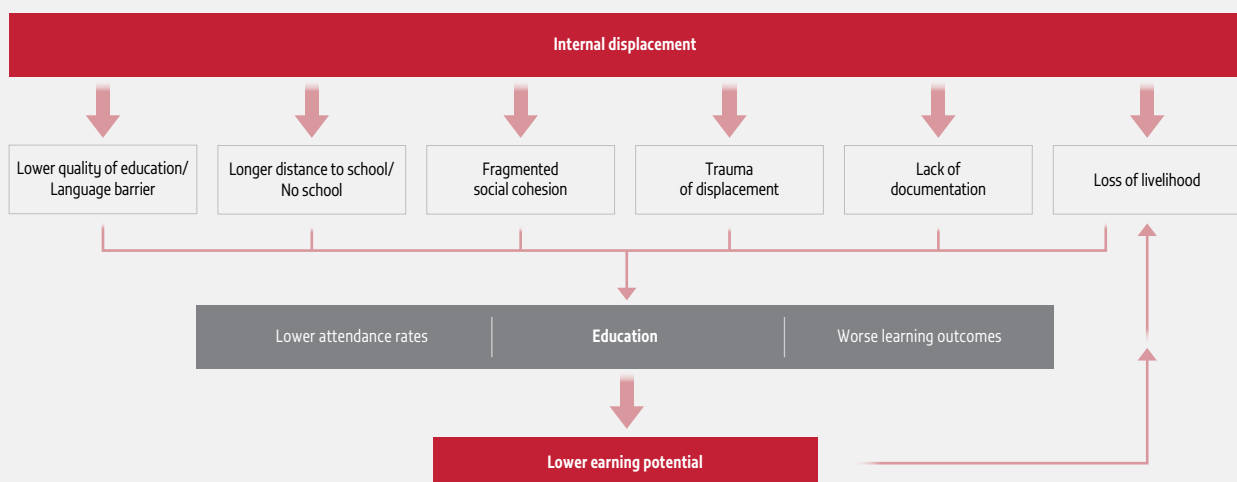 Internal displacement
Lower quality of education/
Language barrier
Longer distance to school/
No school
Fragmented
social cohesion
Trauma
of displacement
Lack of
documentation
Loss of livelihood
Lower attendance rates
Education
Worse learning outcomes
Lower earning potential